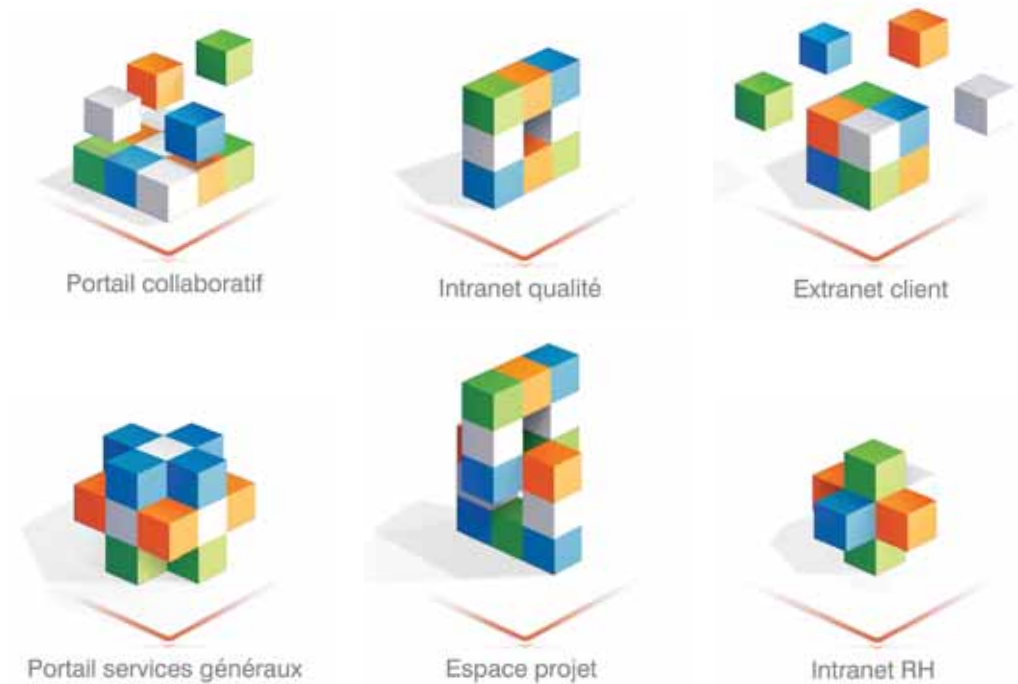 Portail collaboratif
Intranet qualité
Extranet client
Portail services généraux
Espace projet
Intranet RH